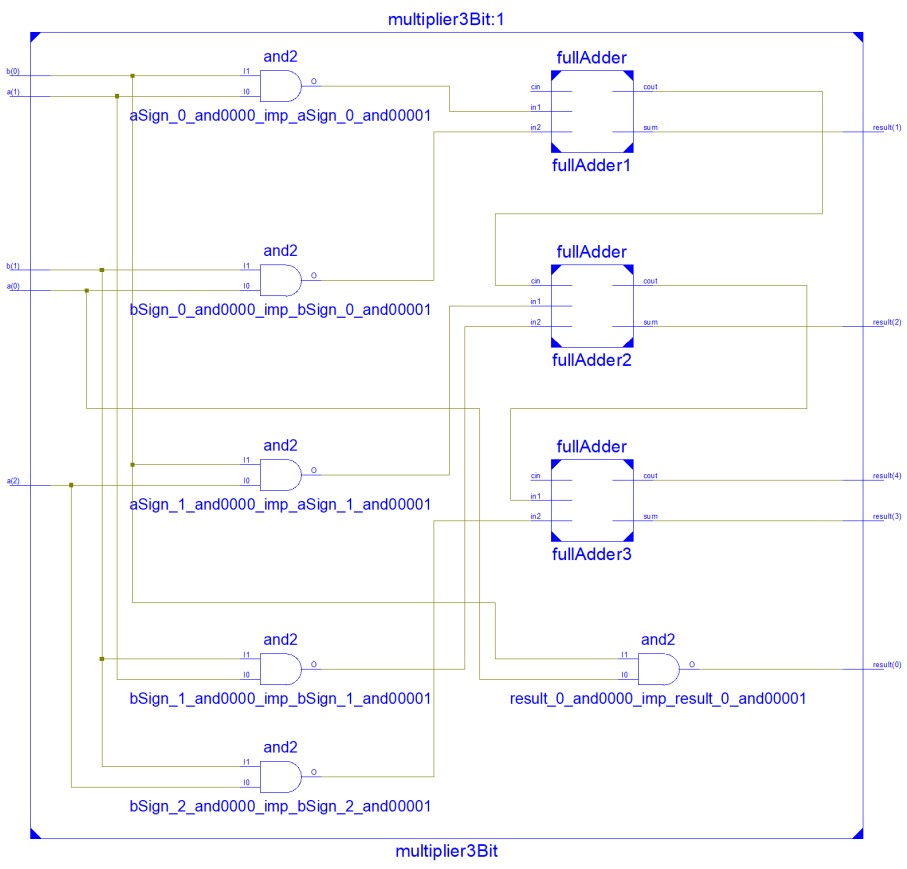 multiplier3Bit:1
and2
fullAdder
b(0)
I1
O
cin
cout
a(1)
I0
in1
aSign_0_and0000_imp_aSign_0_and00001
in2
sum
result(1)
fullAdder1
and2
fullAdder
b(1)
I1
O
cin
cout
a(0)
I0
in1
bSign_0_and0000_imp_bSign_0_and00001
in2
sum
result(2)
fullAdder2
and2
fullAdder
I1
O
cin
cout
result(4)
a(2)
I0
in1
aSign_1_and0000_imp_aSign_1_and00001
in2
sum
result(3)
fullAdder3
and2
and2
I1
O
I1
O
result(0)
I0
I0
bSign_1_and0000_imp_bSign_1_and00001
result_0_and0000_imp_result_0_and00001
and2
I1
O
I0
bSign_2_and0000_imp_bSign_2_and00001
multiplier3Bit